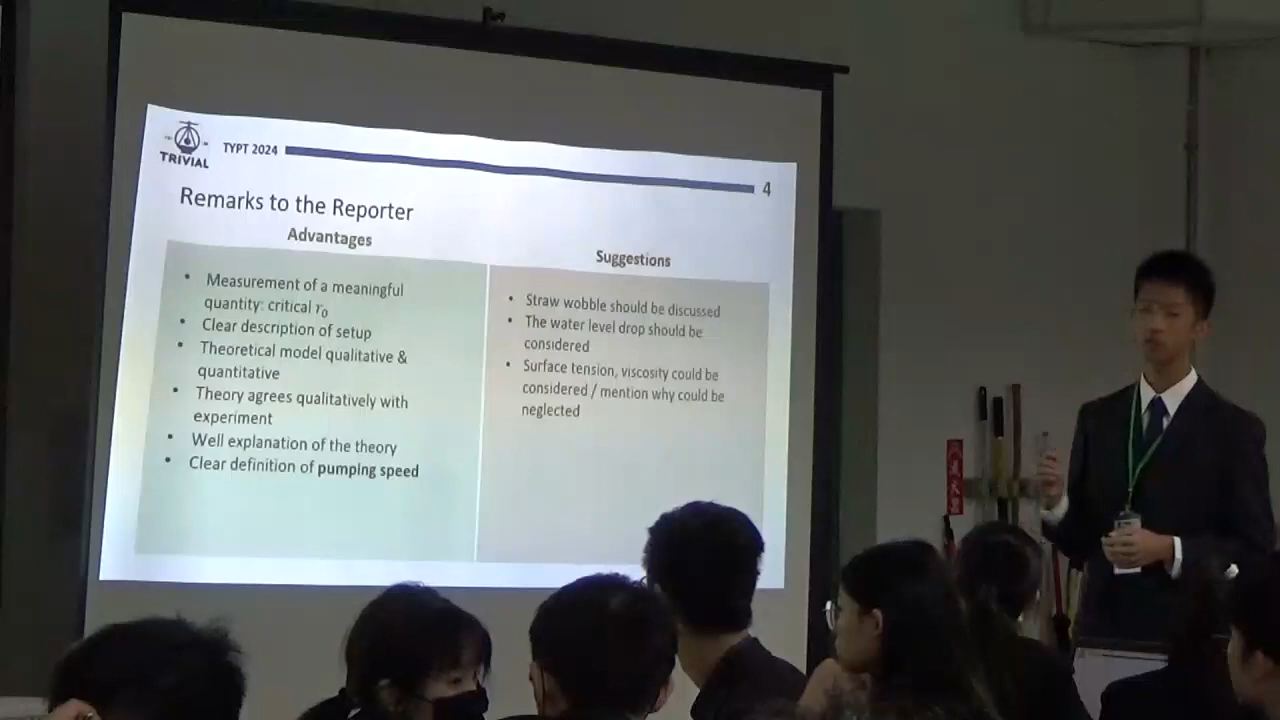 TRIVIAL
TYPT 2024
4
Remarks to the Reporter
Advantages
• Measurement of a meaningful
quantity: critical r₀
• Clear description of setup
• Theoretical model qualitative &
quantitative
• Theory agrees qualitatively with
experiment
• Well explanation of the theory
• Clear definition of pumping speed
Suggestions
• Straw wobble should be discussed
• The water level drop should be
considered
• Surface tension, viscosity could be
considered / mention why could be
neglected